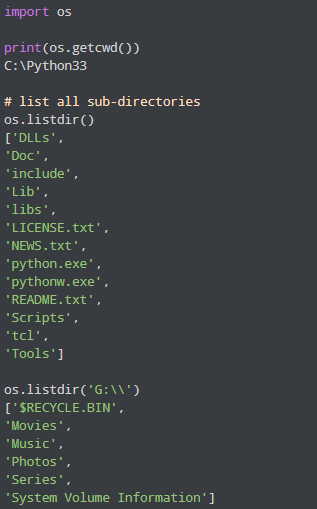 import os
print(os.getcwd())
C:\Python33
# list all sub-directories
os.listdir()
['DLLs',
'Doc',
'include',
'Lib',
'libs',
'LICENSE.txt',
'NEWS.txt',
'python.exe',
'pythonw.exe',
'README.txt',
'Scripts',
'tcl',
'Tools']
os.listdir('G:\\')
['$RECYCLE.BIN',
'Movies',
'Music',
'Photos',
'Series',
'System Volume Information']